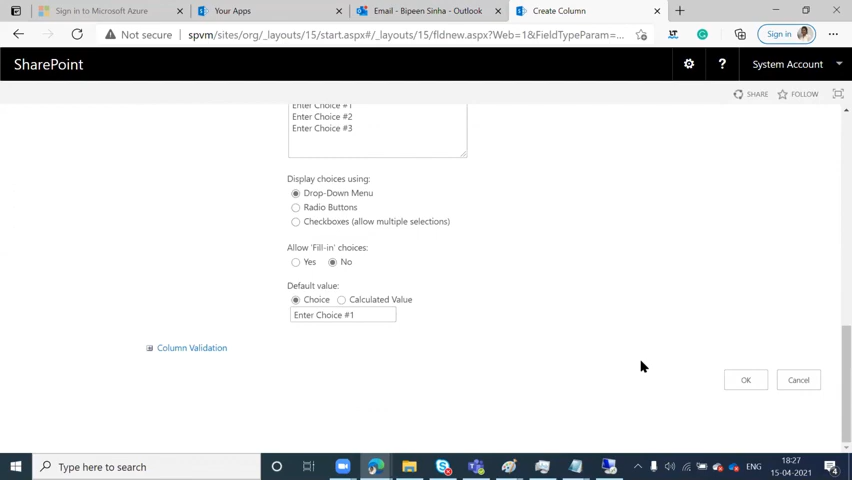 Sign in to Microsoft Azure
Your Apps
Email - Bipeen Sinha - Outlook
Create Column
Not secure
spvm/sites/org/_layouts/15/start.aspx#/_layouts/15/fldnew.aspx?Web=1&FieldTypeParam=...
Sign in
SharePoint
System Account
SHARE
FOLLOW
Enter Choice #1
Enter Choice #2
Enter Choice #3
Display choices using:
Drop-Down Menu
Radio Buttons
Checkboxes (allow multiple selections)
Allow 'Fill-in' choices:
Yes No
Default value:
Choice Calculated Value
Enter Choice #1
Column Validation
OK Cancel
Type here to search
ENG
18:27
15-04-2021
4